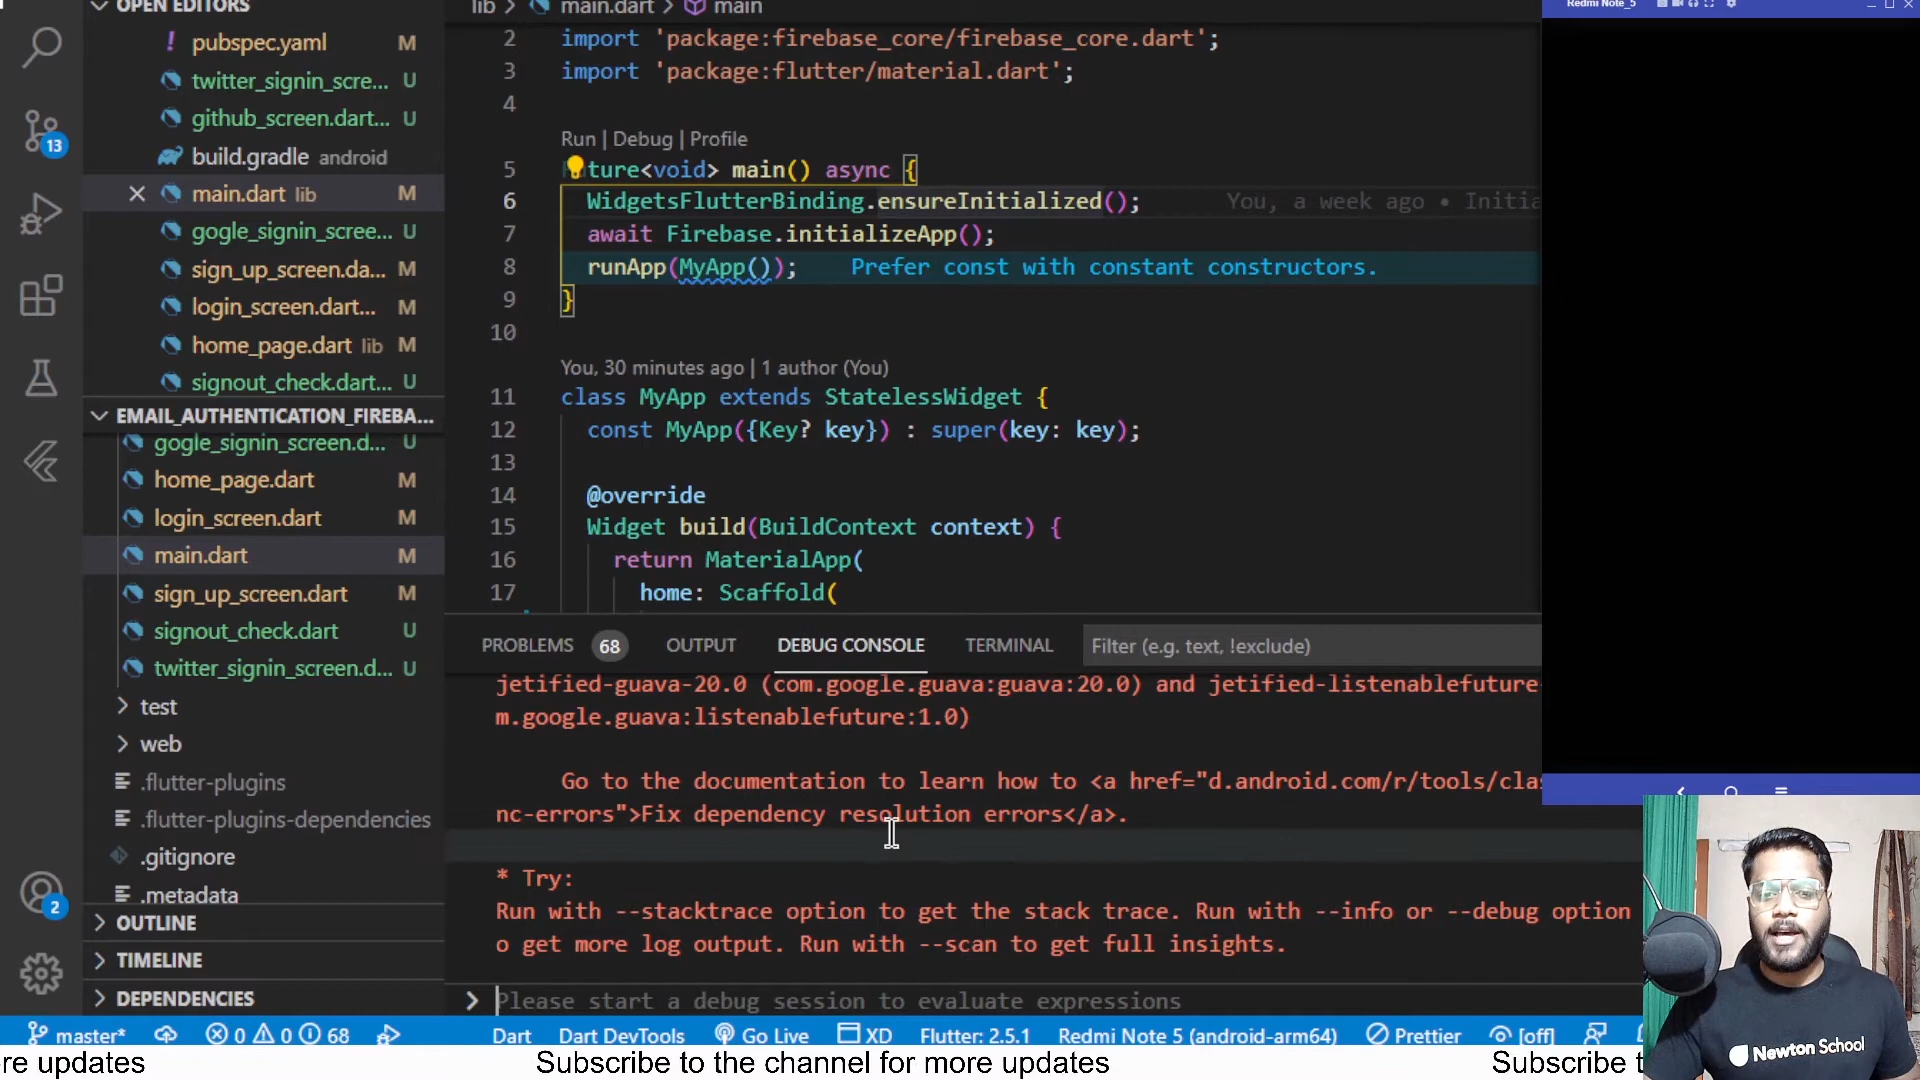 OPEN EDITORS
! pubspec.yaml M
twitter_signin_scre... U
github_screen.dart... U
build.gradle android
main.dart lib M
gogle_signin_scree... U
sign_up_screen.da... M
login_screen.dart... M
home_page.dart lib M
signout_check.dart... U
EMAIL_AUTHENTICATION_FIREBA...
gogle_signin_screen.d... U
home_page.dart M
login_screen.dart M
main.dart M
sign_up_screen.dart M
signout_check.dart U
twitter_signin_screen.d... U
test
web
.flutter-plugins
.flutter-plugins-dependencies
.gitignore
.metadata
OUTLINE
TIMELINE
DEPENDENCIES
13
2
lib > main.dart > main
2 import 'package:firebase_core/firebase_core.dart';
3 import 'package:flutter/material.dart';
4
Run | Debug | Profile
5 ture<void> main() async {
6 WidgetsFlutterBinding.ensureInitialized(); You, a week ago • Initia
7 await Firebase.initializeApp();
8 runApp(MyApp()); Prefer const with constant constructors.
9 }
10
You, 30 minutes ago | 1 author (You)
11 class MyApp extends StatelessWidget {
12 const MyApp({Key? key}) : super(key: key);
13
14 @override
15 Widget build(BuildContext context) {
16 return MaterialApp(
17 home: Scaffold(
PROBLEMS 68 OUTPUT DEBUG CONSOLE TERMINAL Filter (e.g. text, !exclude)
jetified-guava-20.0 (com.google.guava:guava:20.0) and jetified-listenablefuture-
m.google.guava:listenablefuture:1.0)
Go to the documentation to learn how to <a href="d.android.com/r/tools/clas
nc-errors">Fix dependency resolution errors</a>.
* Try:
Run with --stacktrace option to get the stack trace. Run with --info or --debug option
o get more log output. Run with --scan to get full insights.
> Please start a debug session to evaluate expressions
master* 0 0 68 Dart Dart DevTools Go Live XD Flutter: 2.5.1 Redmi Note 5 (android-arm64) Prettier [off]
Redmi Note_5
Newton School
re updates Subscribe to the channel for more updates Subscribe t